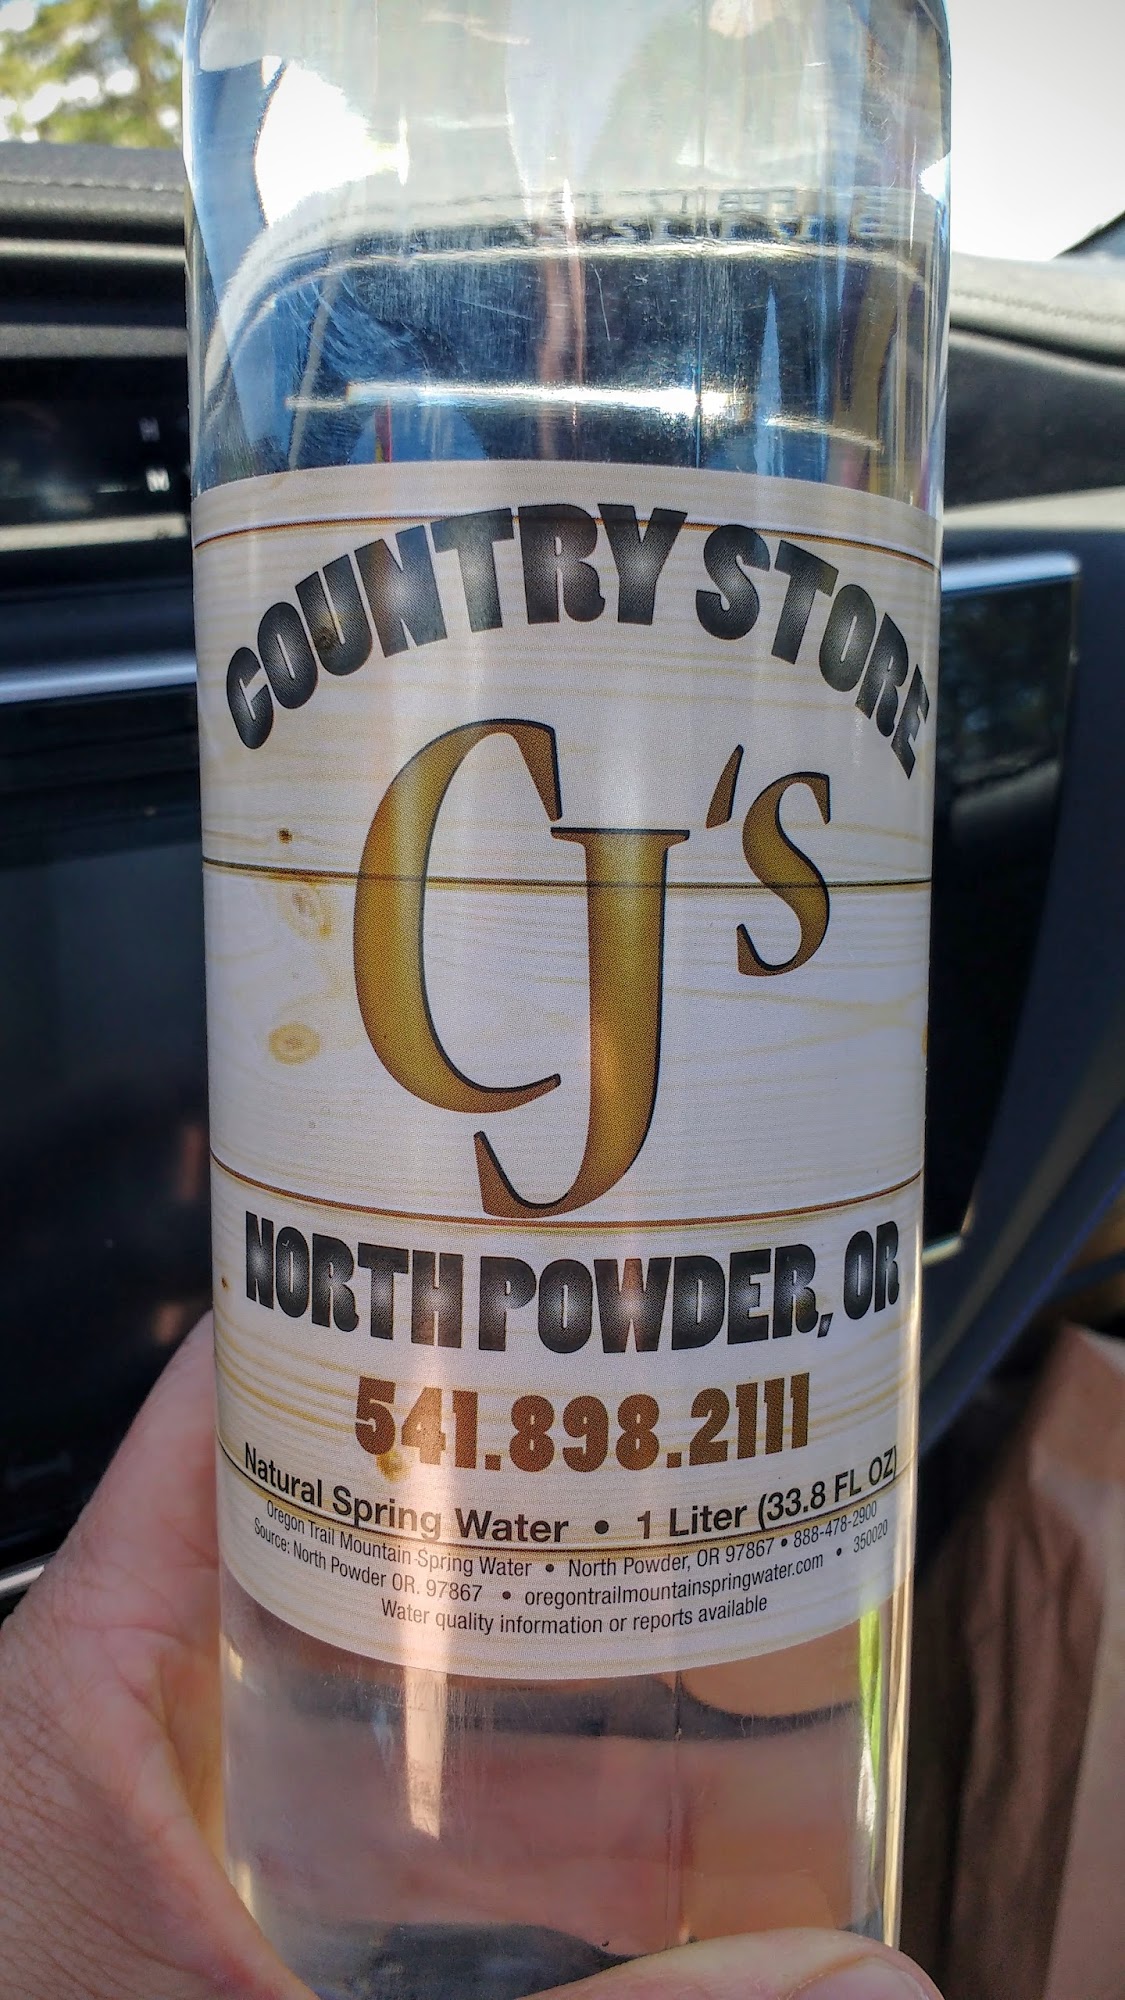 COUNTRY STORE
CJ's
NORTH POWDER, OR
541.898.2111
Natural Spring Water • 1 Liter (33.8 FL OZ)
Oregon Trail Mountain Spring Water • North Powder, OR 97867 • 888-478-2900
Source: North Powder OR. 97867 • oregontrailmountainspringwater.com • 350020
Water quality information or reports available